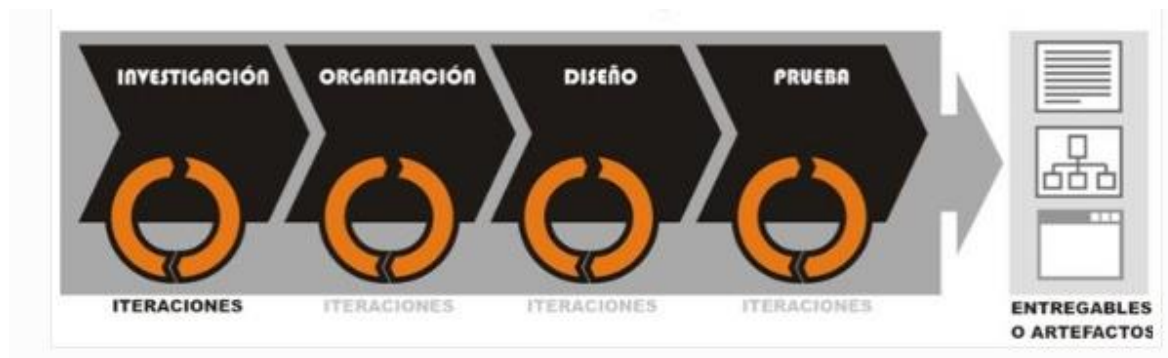 INVESTIGACIÓN
ORGANIZACIÓN
DISEÑO
PRUEBA
ITERACIONES
ITERACIONES
ITERACIONES
ITERACIONES
ENTREGABLES
O ARTEFACTOS